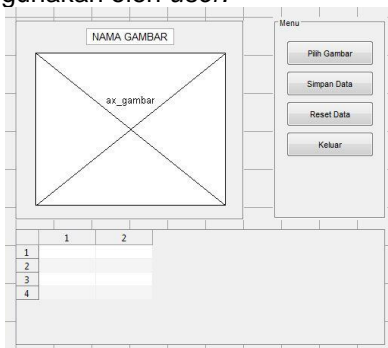 gunakan oleh user.
NAMA GAMBAR
ax_gambar
Menu
Pilih Gambar
Simpan Data
Reset Data
Keluar
1 2
1
2
3
4